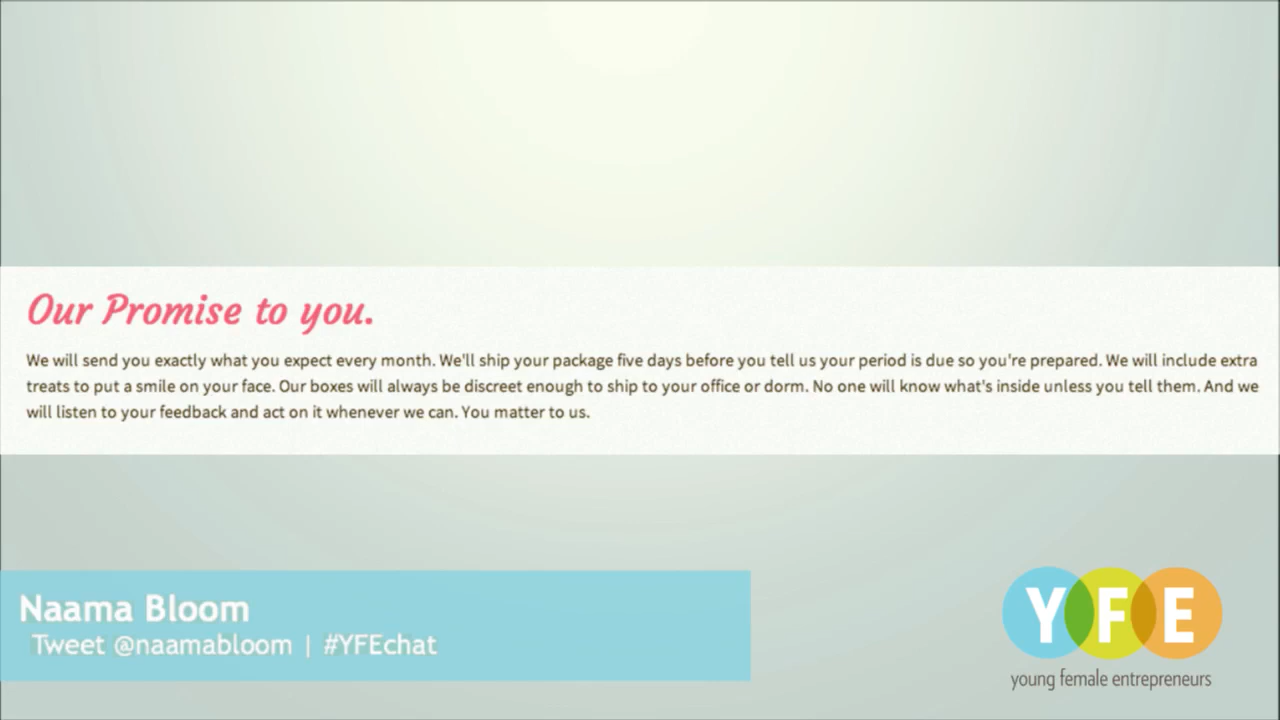 Our Promise to you.
We will send you exactly what you expect every month. We'll ship your package five days before you tell us your period is due so you're prepared. We will include extra
treats to put a smile on your face. Our boxes will always be discreet enough to ship to your office or dorm. No one will know what's inside unless you tell them. And we
will listen to your feedback and act on it whenever we can. You matter to us.
Naama Bloom
Tweet @naamabloom | #YFEchat
YFE
young female entrepreneurs